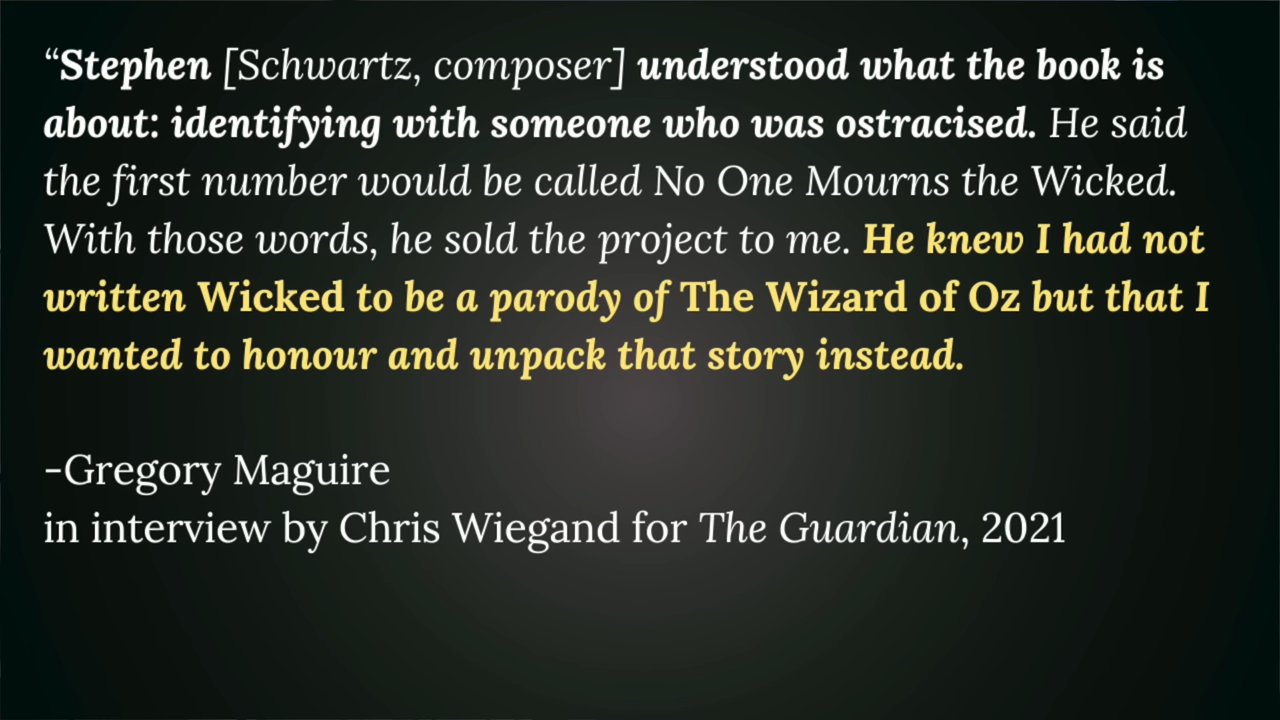 “Stephen [Schwartz, composer] understood what the book is
about: identifying with someone who was ostracised. He said
the first number would be called No One Mourns the Wicked.
With those words, he sold the project to me. He knew I had not
written Wicked to be a parody of The Wizard of Oz but that I
wanted to honour and unpack that story instead.
-Gregory Maguire
in interview by Chris Wiegand for The Guardian, 2021